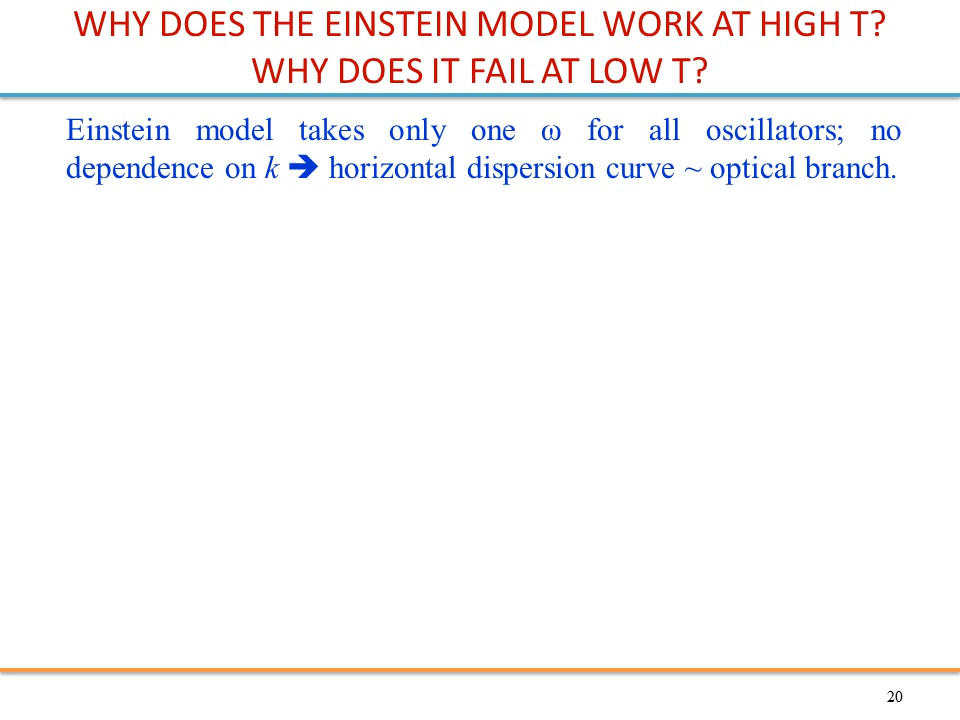 WHY DOES THE EINSTEIN MODEL WORK AT HIGH T?
WHY DOES IT FAIL AT LOW T?
Einstein model takes only one ω for all oscillators; no
dependence on k 🡺 horizontal dispersion curve ~ optical branch.
20